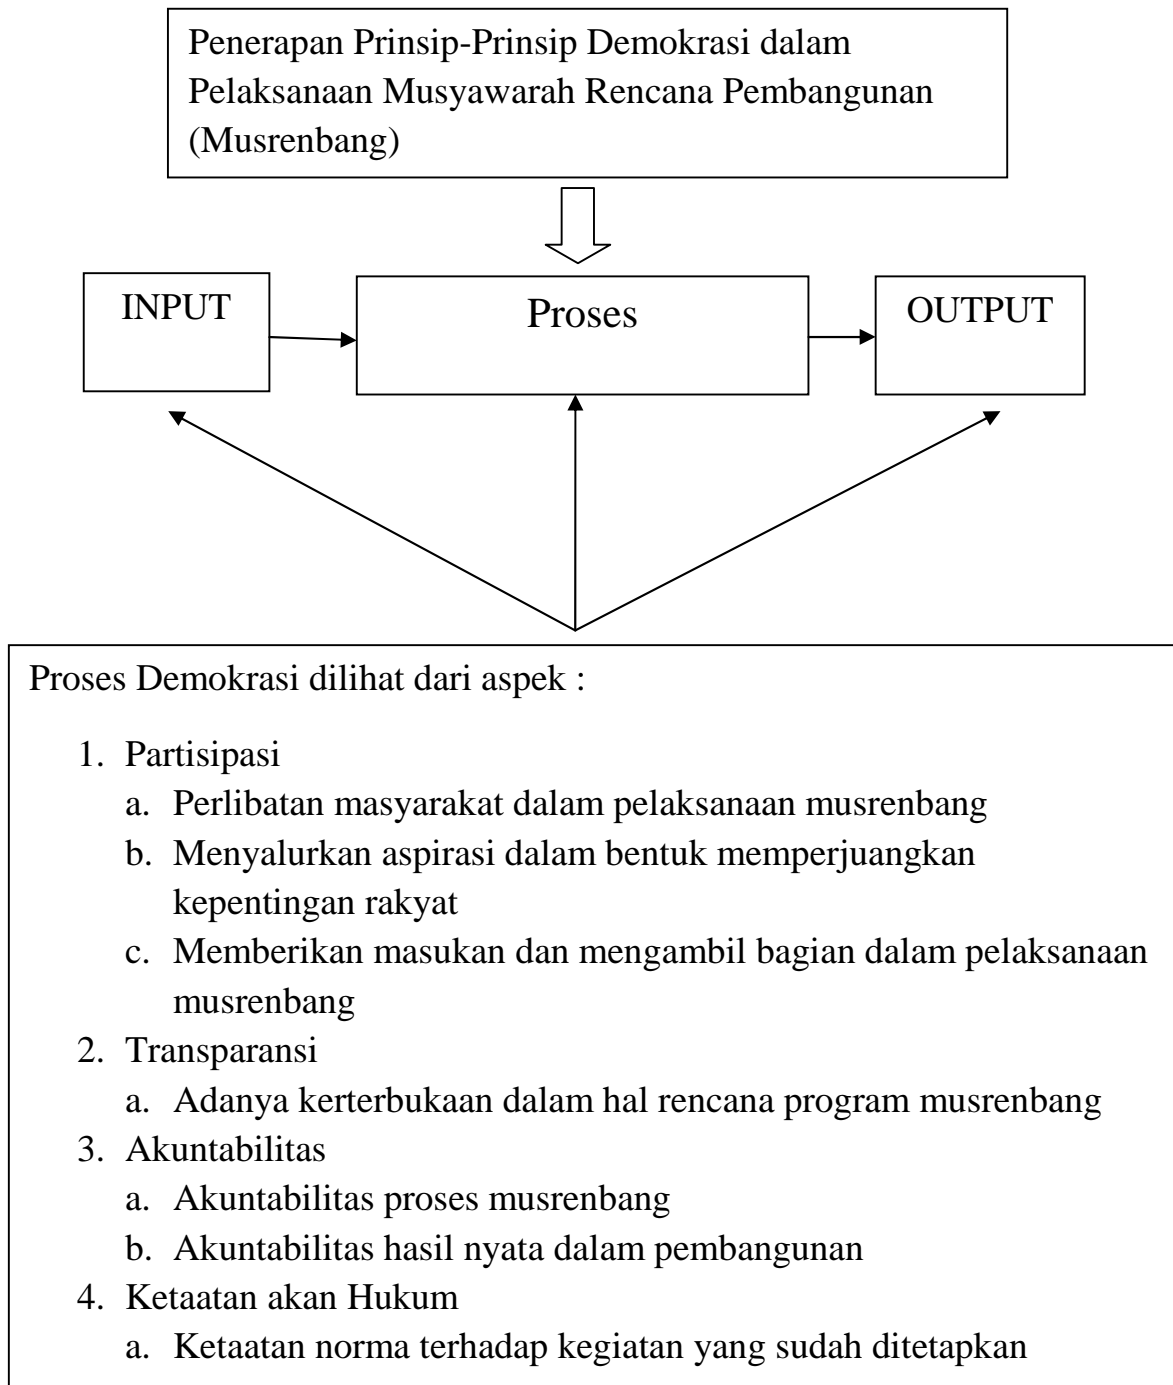 Penerapan Prinsip-Prinsip Demokrasi dalam
Pelaksanaan Musyawarah Rencana Pembangunan
(Musrenbang)
INPUT
Proses
OUTPUT
Proses Demokrasi dilihat dari aspek :
1. Partisipasi
a. Perlibatan masyarakat dalam pelaksanaan musrenbang
b. Menyalurkan aspirasi dalam bentuk memperjuangkan
kepentingan rakyat
c. Memberikan masukan dan mengambil bagian dalam pelaksanaan
musrenbang
2. Transparansi
a. Adanya kerterbukaan dalam hal rencana program musrenbang
3. Akuntabilitas
a. Akuntabilitas proses musrenbang
b. Akuntabilitas hasil nyata dalam pembangunan
4. Ketaatan akan Hukum
a. Ketaatan norma terhadap kegiatan yang sudah ditetapkan